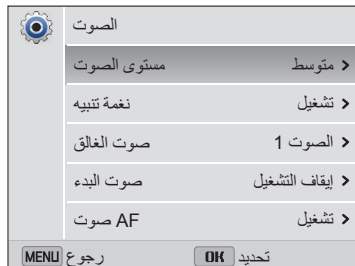 الصوت
مستوى الصوت متوسط
نغمة تنبيه تشغيل
صوت الغالق الصوت 1
صوت البدء إيقاف التشغيل
صوت AF تشغيل
MENU رجوع OK تحديد